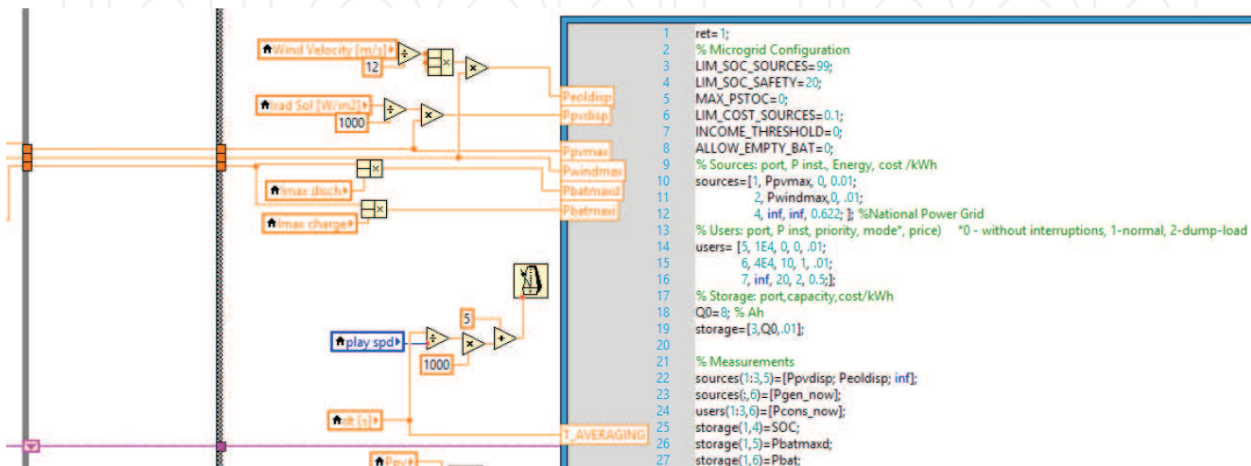 Wind Velocity [m/s]
12
Irad Sol [W/m2]
1000
Imax disch
Imax charge
5
play spd
1000
dt [s]
Ppv
Peoldisp
Ppvdisp
Ppvmax
Pwindmax
Pbatmaxd
Pbatmaxi
T_AVERAGING
1 ret=1;
2 % Microgrid Configuration
3 LIM_SOC_SOURCES=99;
4 LIM_SOC_SAFETY=20;
5 MAX_PSTOC=0;
6 LIM_COST_SOURCES=0.1;
7 INCOME_THRESHOLD=0;
8 ALLOW_EMPTY_BAT=0;
9 % Sources: port, P inst., Energy, cost /kWh
10 sources=[1, Ppvmax, 0, 0.01;
11 2, Pwindmax,0, .01;
12 4, inf, inf, 0.622; ]; %National Power Grid
13 % Users: port, P inst, priority, mode*, price) *0 - without interruptions, 1-normal, 2-dump-load
14 users= [5, 1E4, 0, 0, .01;
15 6, 4E4, 10, 1, .01;
16 7, inf, 20, 2, 0.5;];
17 % Storage: port,capacity,cost/kWh
18 Q0=8; % Ah
19 storage=[3,Q0,.01];
20
21 % Measurements
22 sources(1:3,5)=[Ppvdisp; Peoldisp; inf];
23 sources(:,6)=[Pgen_now];
24 users(1:3,6)=[Pcons_now];
25 storage(1,4)=SOC;
26 storage(1,5)=Pbatmaxd;
27 storage(1,6)=Pbat;